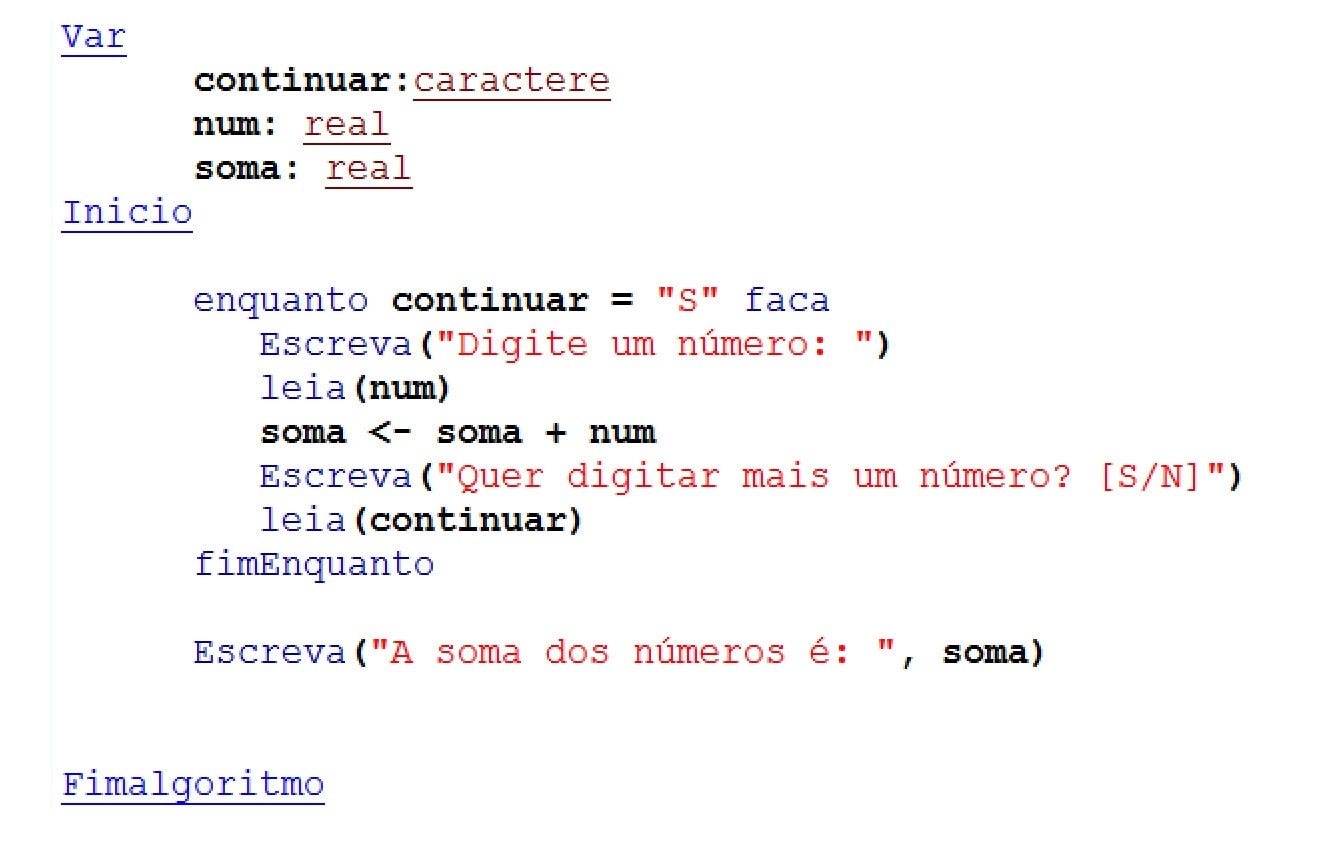 Var
continuar:caractere
num: real
soma: real
Inicio
enquanto continuar = "S" faca
Escreva("Digite um número: ")
leia(num)
soma <- soma + num
Escreva("Quer digitar mais um número? [S/N]")
leia(continuar)
fimEnquanto
Escreva("A soma dos números é: ", soma)
Fimalgoritmo